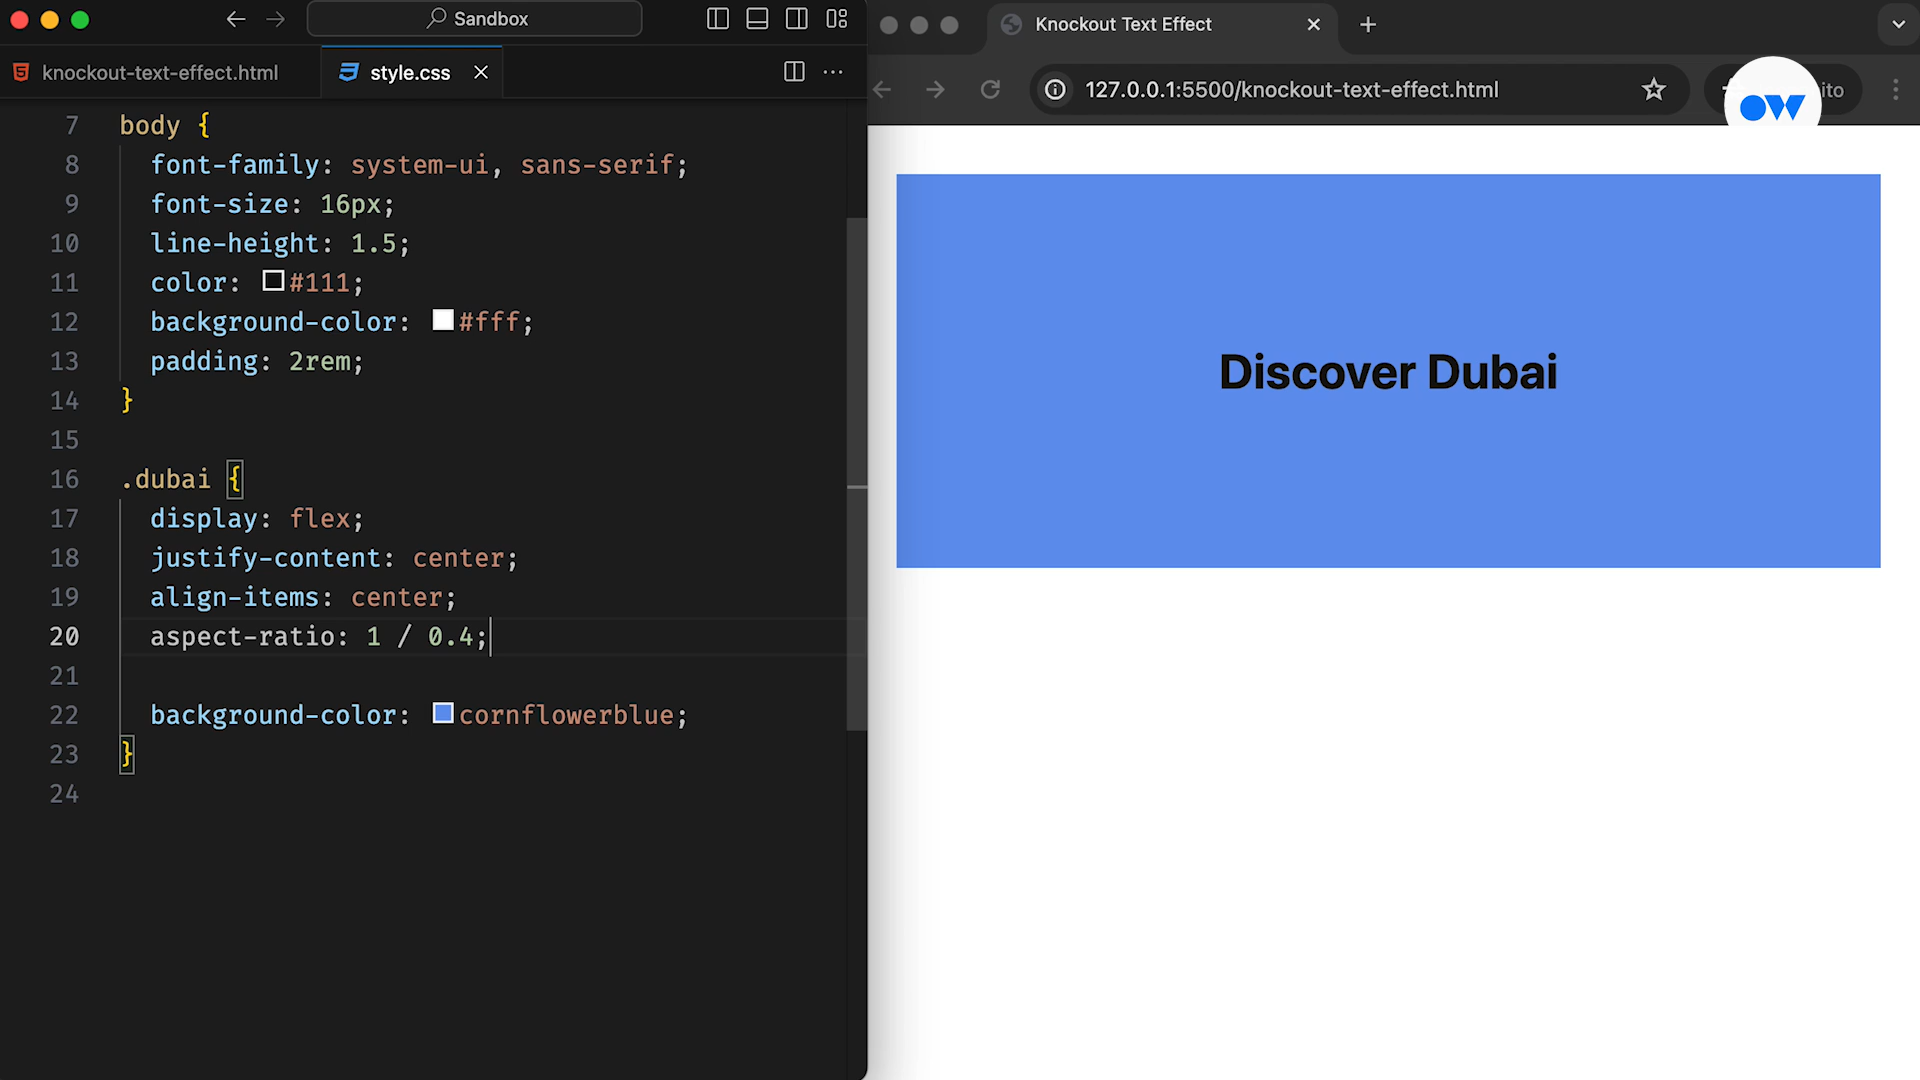 Sandbox
knockout-text-effect.html
style.css
7 body {
8 font-family: system-ui, sans-serif;
9 font-size: 16px;
10 line-height: 1.5;
11 color: #111;
12 background-color: #fff;
13 padding: 2rem;
14 }
15
16 .dubai {
17 display: flex;
18 justify-content: center;
19 align-items: center;
20 aspect-ratio: 1 / 0.4;
21
22 background-color: cornflowerblue;
23 }
24
Knockout Text Effect
127.0.0.1:5500/knockout-text-effect.html
ow
Discover Dubai